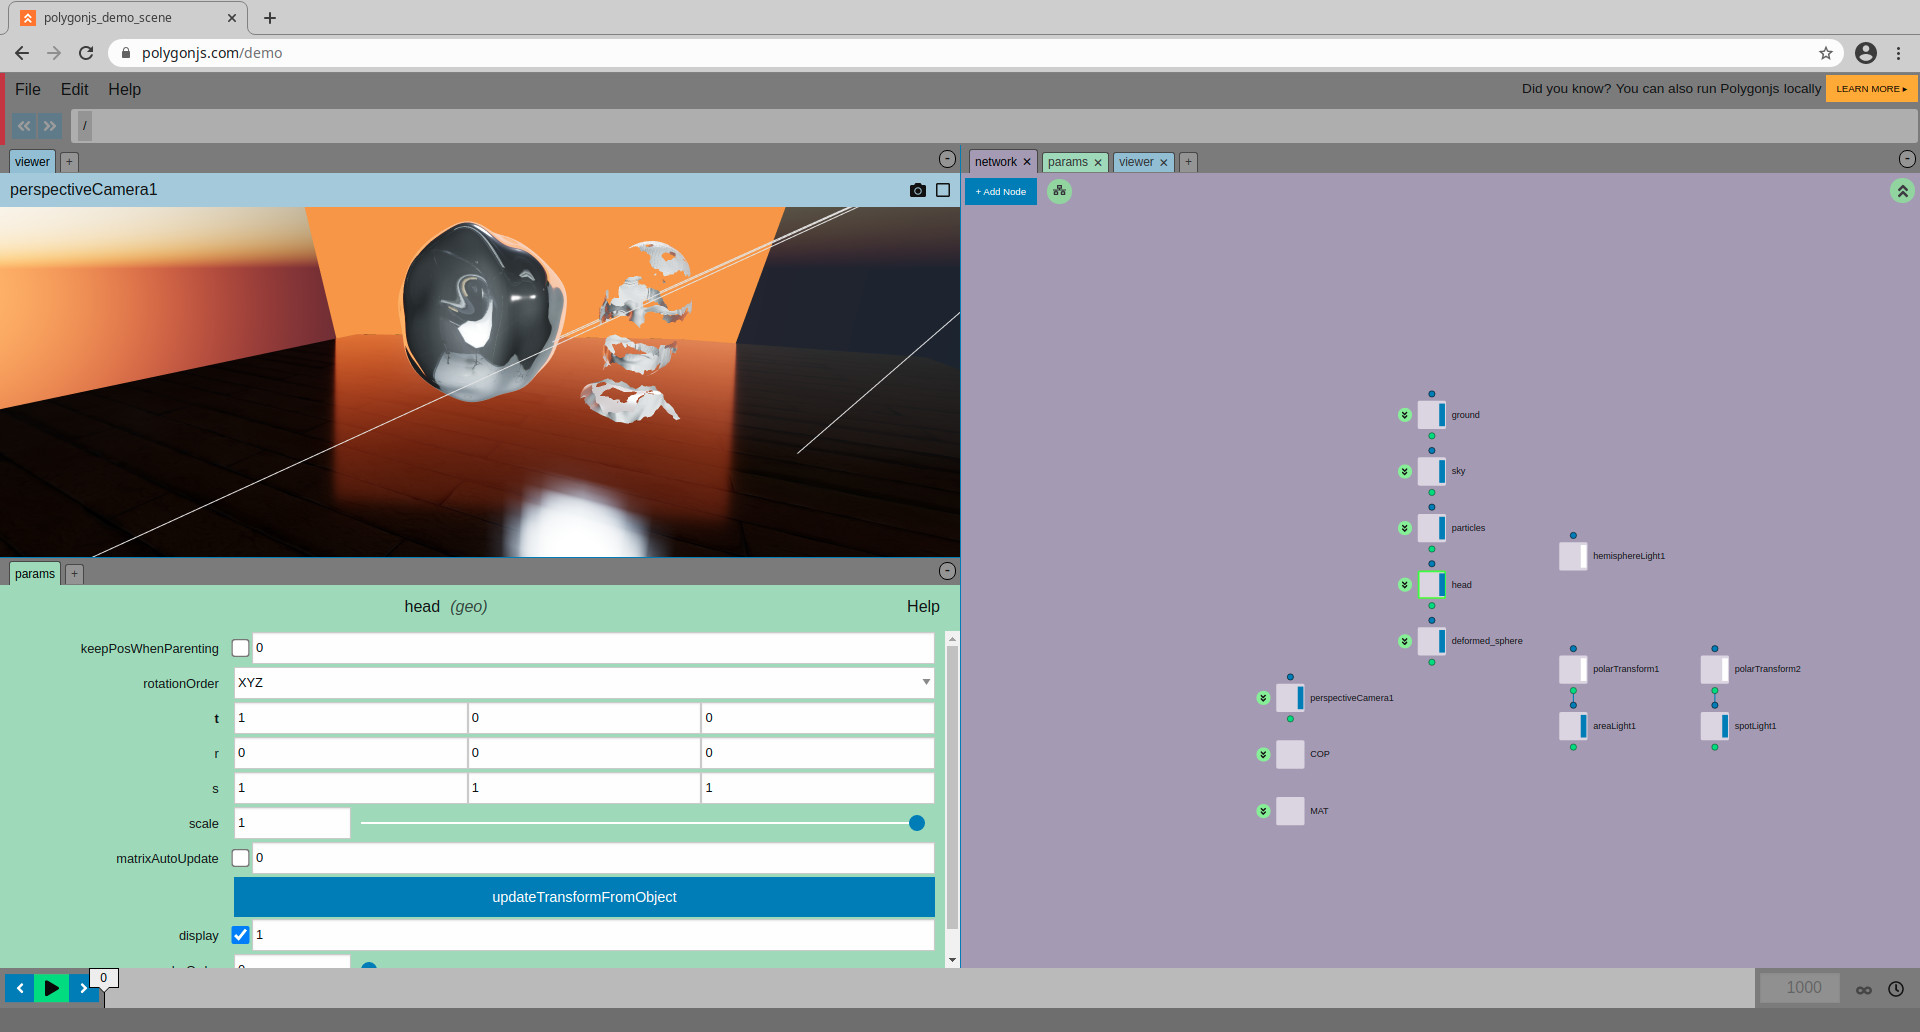 polygonjs_demo_scene
polygonjs.com/demo
File Edit Help
Did you know? You can also run Polygonjs locally
LEARN MORE ▸
/
viewer
+
network
params
viewer
+
perspectiveCamera1
+ Add Node
ground
sky
particles
hemisphereLight1
head
deformed_sphere
polarTransform1
polarTransform2
perspectiveCamera1
areaLight1
spotLight1
COP
MAT
params
+
head (geo)
Help
keepPosWhenParenting 0
rotationOrder XYZ
t 1 0 0
r 0 0 0
s 1 1 1
scale 1
matrixAutoUpdate 0
updateTransformFromObject
display 1
0
1000